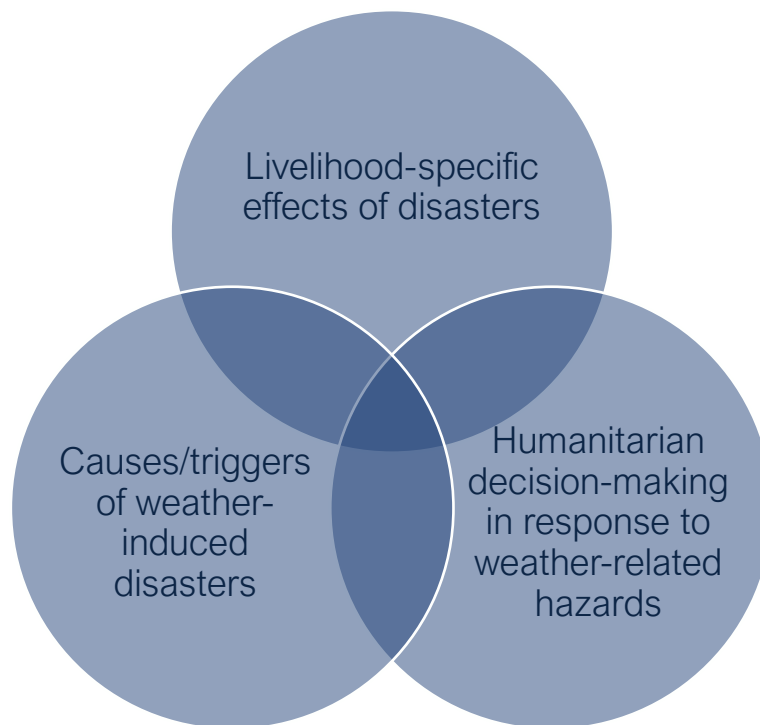 Livelihood-specific
effects of disasters
Causes/triggers
of weather-
induced
disasters
Humanitarian
decision-making
in response to
weather-related
hazards